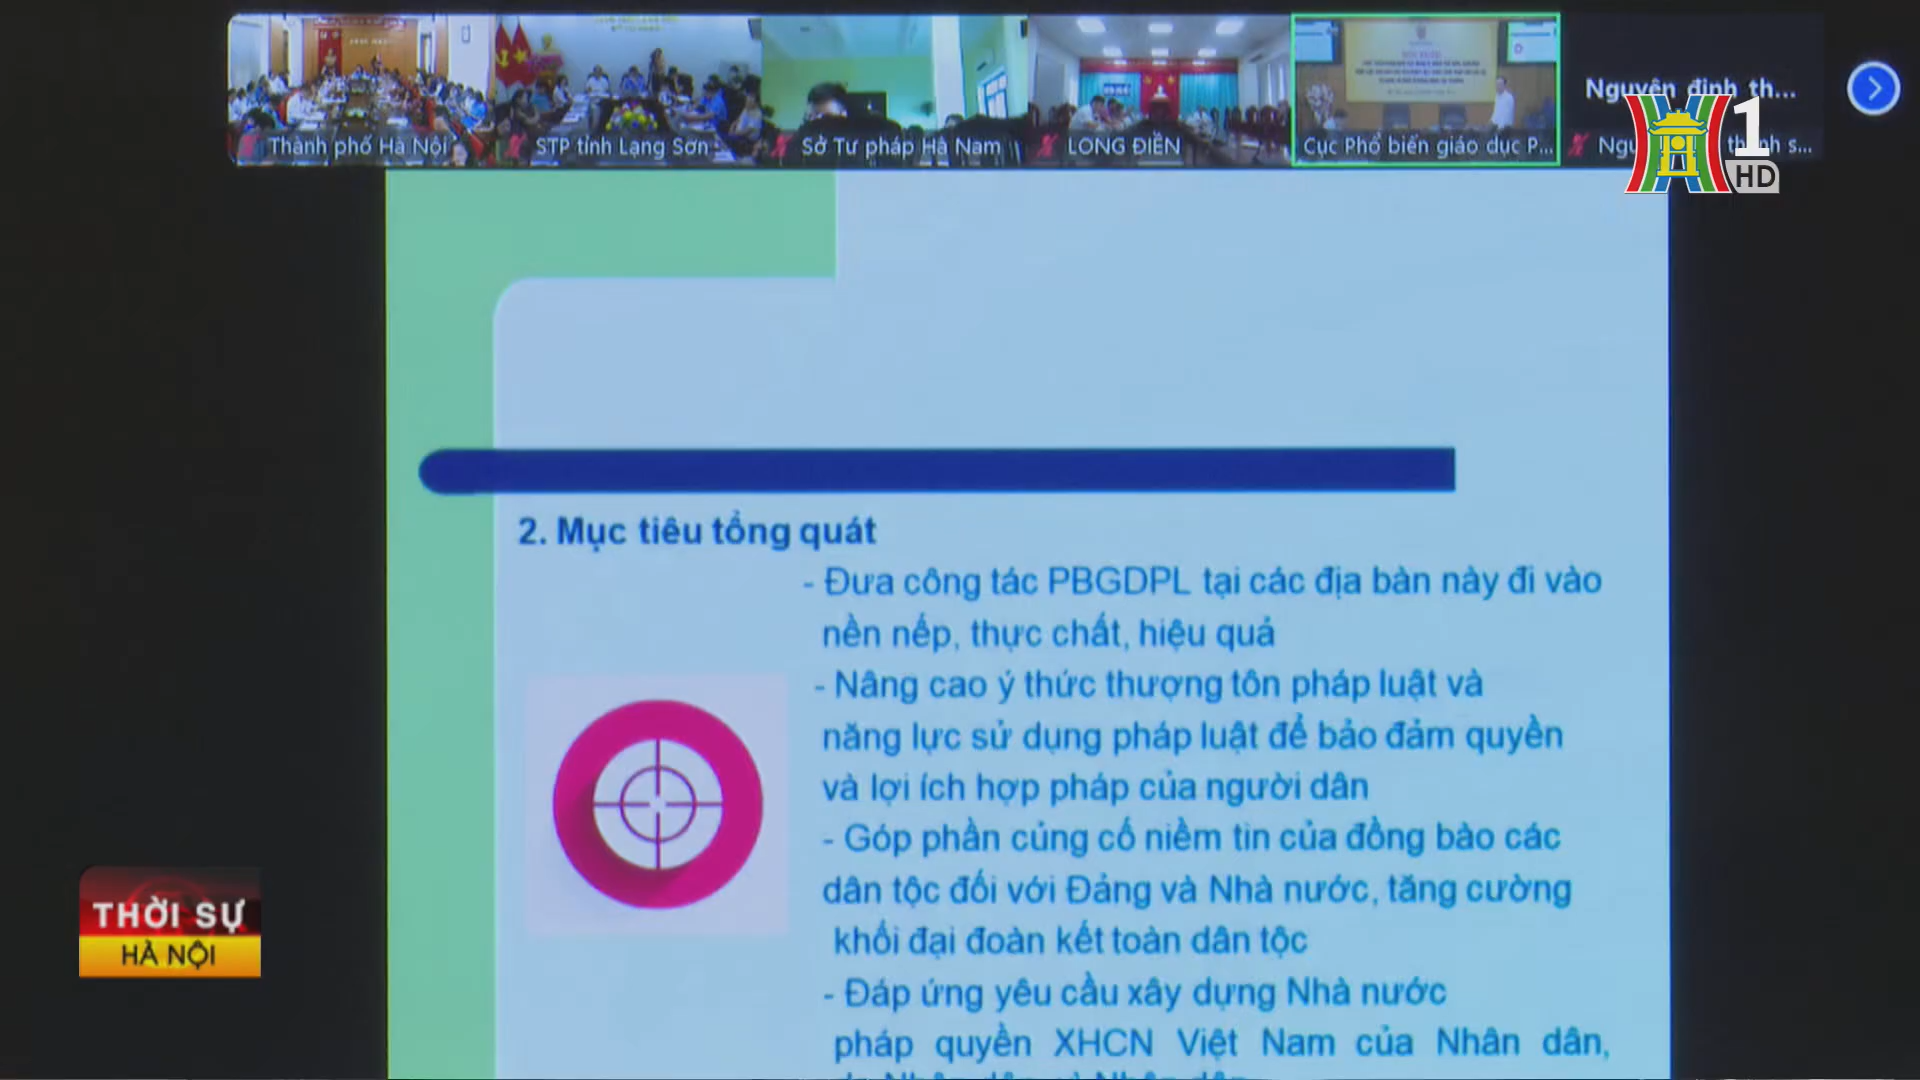 Thành phố Hà Nội
STP tỉnh Lạng Sơn
Sở Tư pháp Hà Nam
LONG ĐIỀN
Cục Phổ biến giáo dục P...
Nguyễn đình th...
1
HD
2. Mục tiêu tổng quát
- Đưa công tác PBGDPL tại các địa bàn này đi vào
nền nếp, thực chất, hiệu quả
- Nâng cao ý thức thượng tôn pháp luật và
năng lực sử dụng pháp luật để bảo đảm quyền
và lợi ích hợp pháp của người dân
- Góp phần củng cố niềm tin của đồng bào các
dân tộc đối với Đảng và Nhà nước, tăng cường
khối đại đoàn kết toàn dân tộc
- Đáp ứng yêu cầu xây dựng Nhà nước
pháp quyền XHCN Việt Nam của Nhân dân,
THỜI SỰ
HÀ NỘI